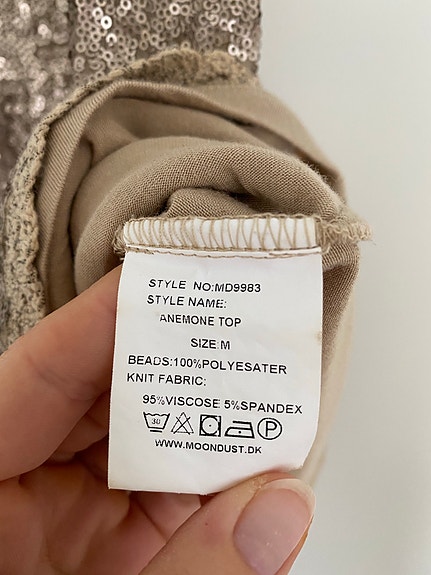 STYLE NO:MD9983
STYLE NAME:
ANEMONE TOP
SIZE:M
BEADS:100%POLYESATER
KNIT FABRIC:
95%VISCOSE 5%SPANDEX
30 P
WWW.MOONDUST.DK